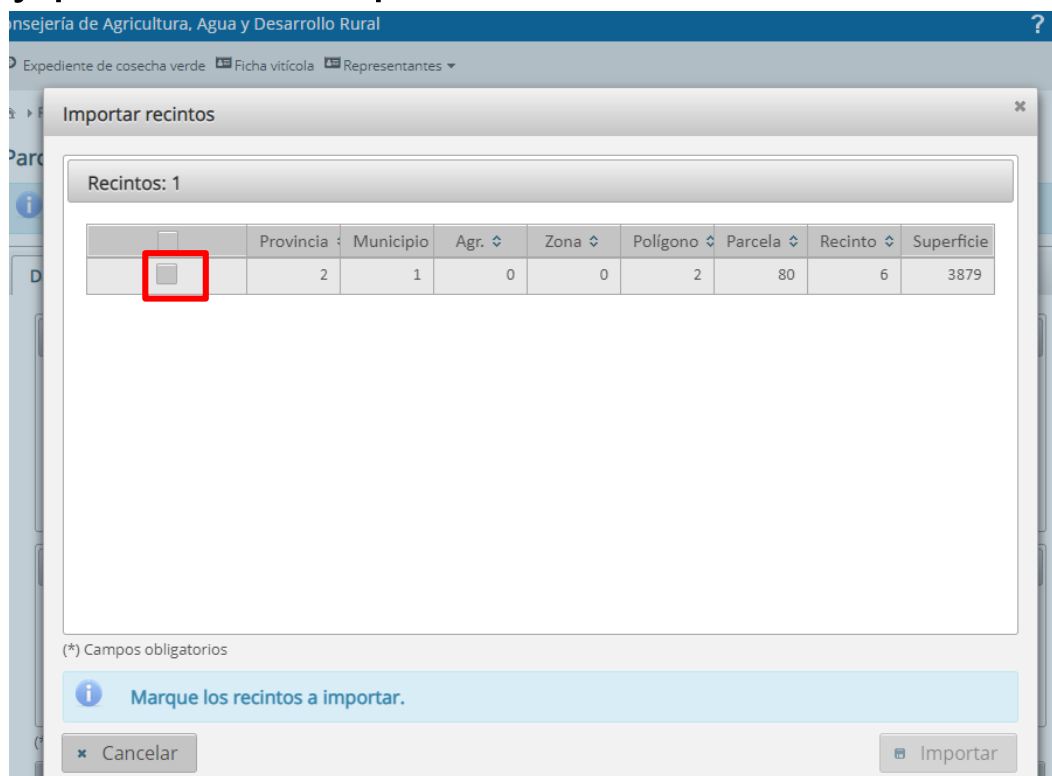 onsejería de Agricultura, Agua y Desarrollo Rural ?
Expediente de cosecha verde Ficha vitícola Representantes
Importar recintos
Parc
Recintos: 1
Provincia Municipio Agr. Zona Polígono Parcela Recinto Superficie
2 1 0 0 2 80 6 3879
D
(*) Campos obligatorios
Marque los recintos a importar.
Cancelar Importar